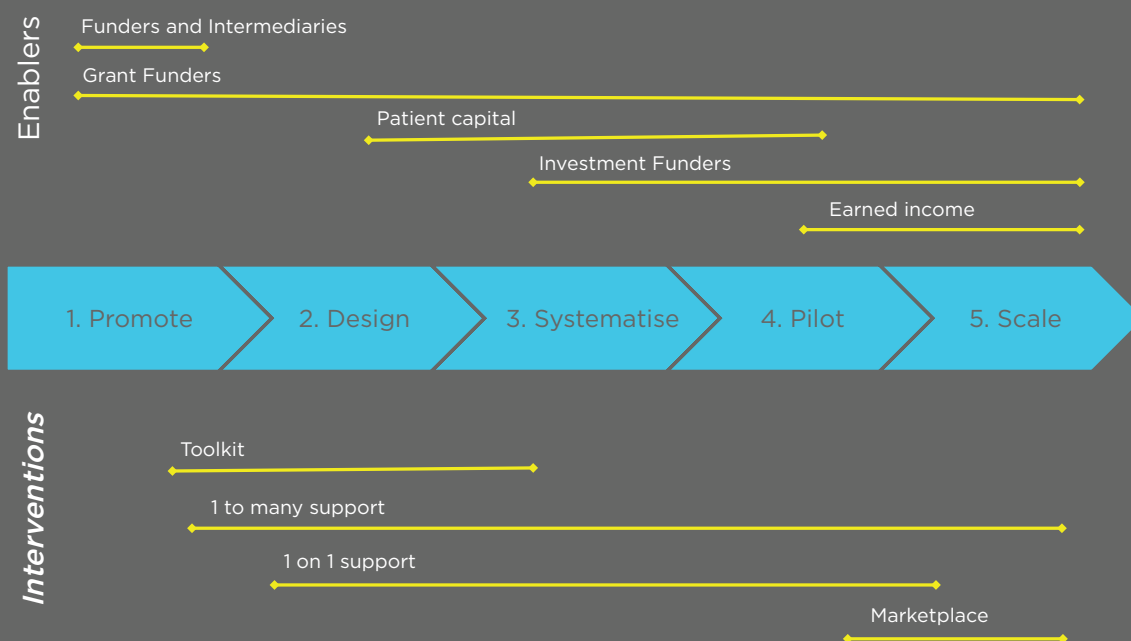 Enablers
Funders and Intermediaries
Grant Funders
Patient capital
Investment Funders
Earned income
1. Promote
2. Design
3. Systematise
4. Pilot
5. Scale
Interventions
Toolkit
1 to many support
1 on 1 support
Marketplace